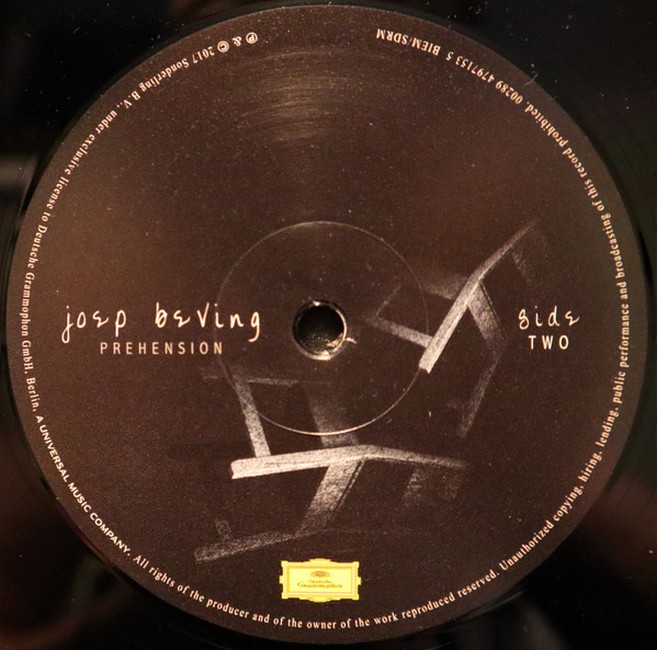 joep beving
PREHENSION
side
TWO
Deutsche
Grammophon
℗ & © 2017 Sonderling B.V., under exclusive license to Deutsche Grammophon GmbH, Berlin, A UNIVERSAL MUSIC COMPANY. All rights of the producer and of the owner of the work reproduced reserved. Unauthorized copying, hiring, lending, public performance and broadcasting of this record prohibited. 00289 4797153 5 BIEM/SDRM